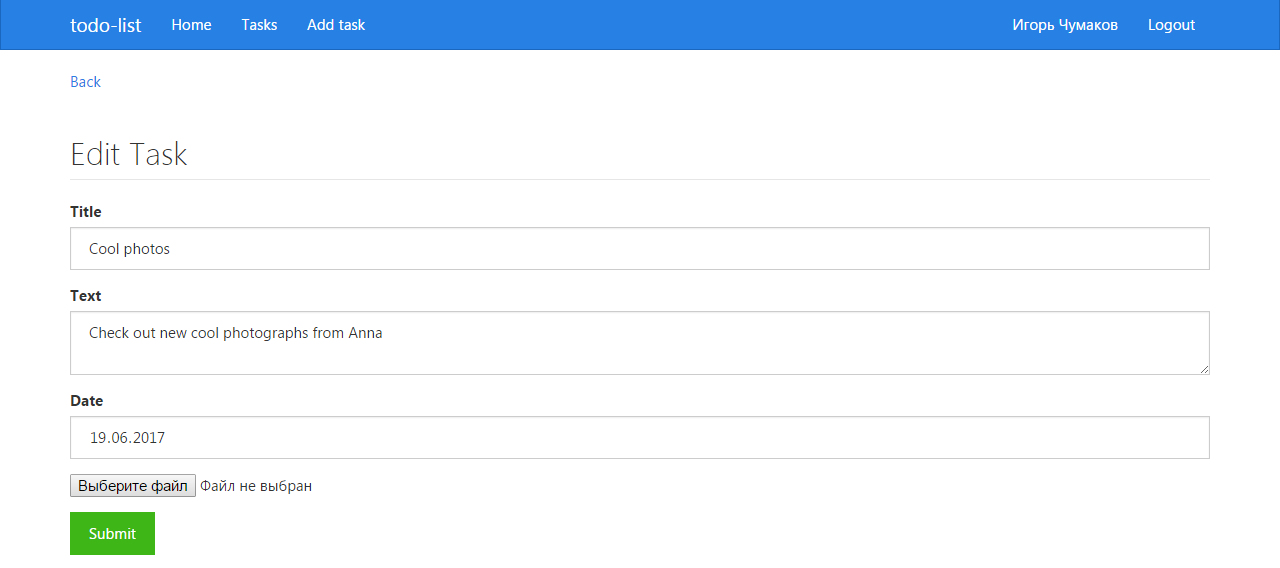 todo-list Home Tasks Add task Игорь Чумаков Logout
Back
Edit Task
Title
Cool photos
Text
Check out new cool photographs from Anna
Date
19.06.2017
Выберите файл Файл не выбран
Submit